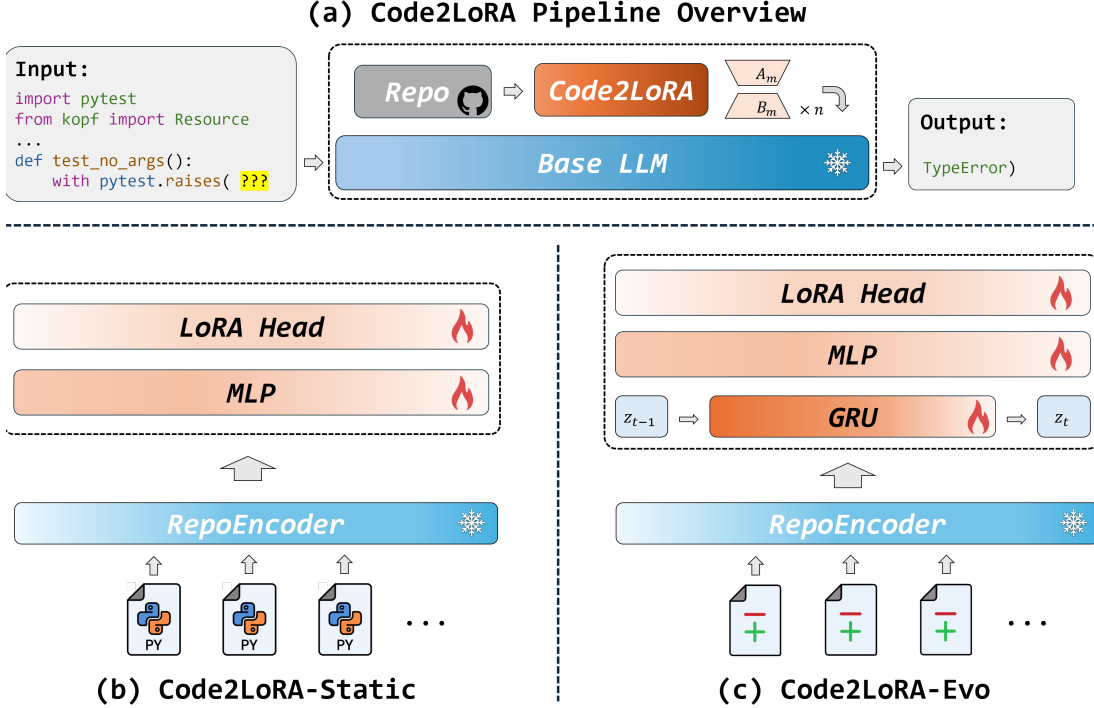 (a) Code2LoRA Pipeline Overview
Input:
import pytest
from kopf import Resource
...
def test_no_args():
with pytest.raises( ???
Repo
Code2LoRA
A_m
B_m
× n
Base LLM
Output:
TypeError)
LoRA Head
MLP
RepoEncoder
PY
PY
PY
...
(b) Code2LoRA-Static
LoRA Head
MLP
z_{t-1}
GRU
z_t
RepoEncoder
...
(c) Code2LoRA-Evo